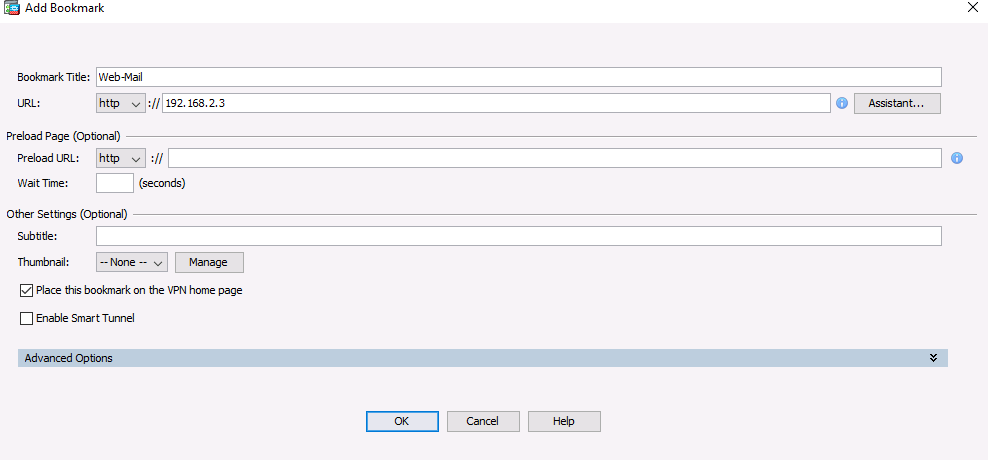 Add Bookmark
Bookmark Title: Web-Mail
URL: http :// 192.168.2.3 Assistant...
Preload Page (Optional)
Preload URL: http ://
Wait Time: (seconds)
Other Settings (Optional)
Subtitle:
Thumbnail: -- None -- Manage
Place this bookmark on the VPN home page
Enable Smart Tunnel
Advanced Options
OK Cancel Help